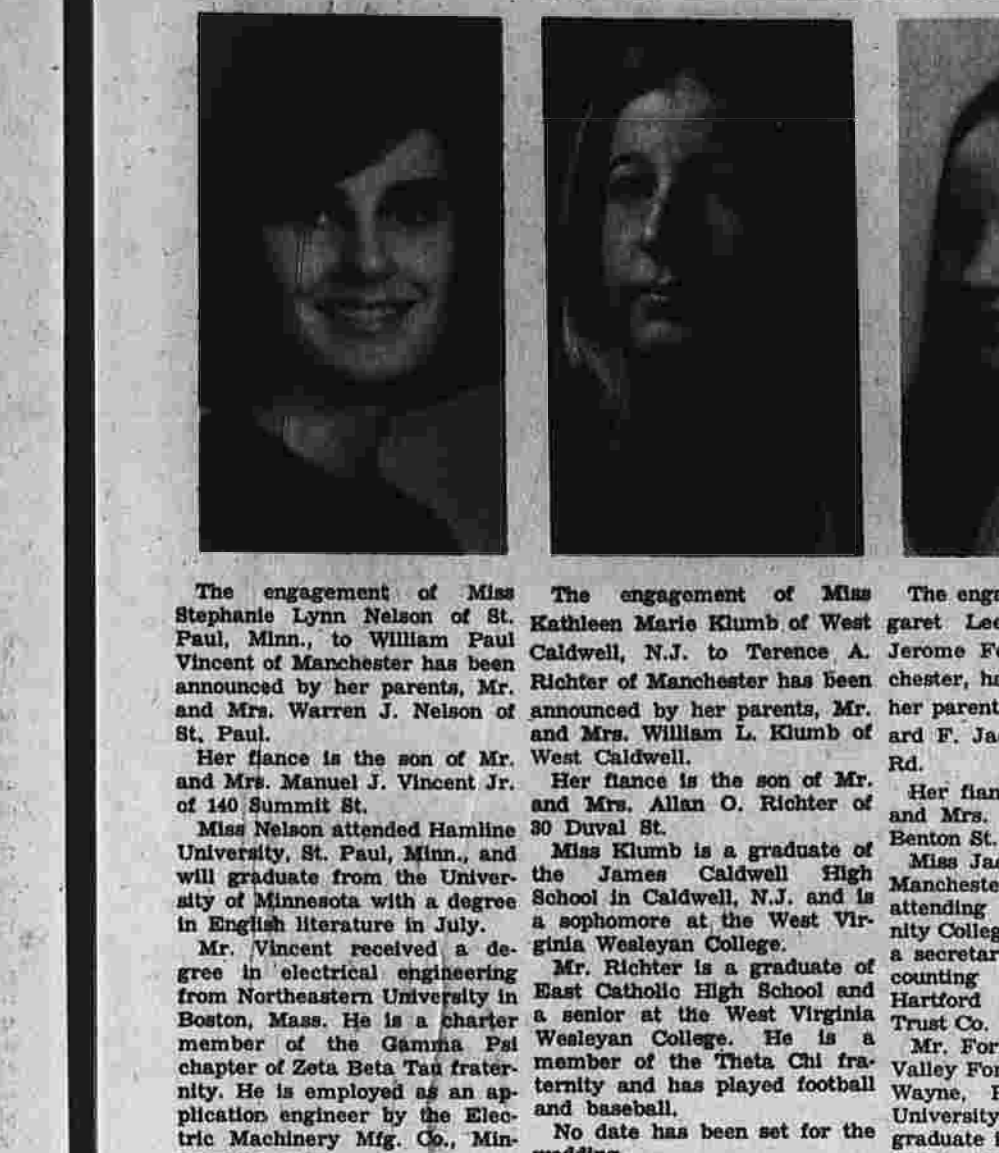 The engagement of Miss
Stephanie Lynn Nelson of St.
Paul, Minn., to William Paul
Vincent of Manchester has been
announced by her parents, Mr.
and Mrs. Warren J. Nelson of
St. Paul.
Her fiance is the son of Mr.
and Mrs. Manuel J. Vincent Jr.
of 140 Summit St.
Miss Nelson attended Hamline
University, St. Paul, Minn., and
will graduate from the Univer-
sity of Minnesota with a degree
in English literature in July.
Mr. Vincent received a de-
gree in electrical engineering
from Northeastern University in
Boston, Mass. He is a charter
member of the Gamma Psi
chapter of Zeta Beta Tau frater-
nity. He is employed as an ap-
plication engineer by the Elec-
tric Machinery Mfg. Co., Min-
The engagement of Miss
Kathleen Marie Klumb of West
Caldwell, N.J. to Terence A.
Richter of Manchester has been
announced by her parents, Mr.
and Mrs. William L. Klumb of
West Caldwell.
Her fiance is the son of Mr.
and Mrs. Allan O. Richter of
80 Duval St.
Miss Klumb is a graduate of
the James Caldwell High
School in Caldwell, N.J. and is
a sophomore at the West Vir-
ginia Wesleyan College.
Mr. Richter is a graduate of
East Catholic High School and
a senior at the West Virginia
Wesleyan College. He is a
member of the Theta Chi fra-
ternity and has played football
and baseball.
No date has been set for the
The enga
garet Lee
Jerome Fo
chester, ha
her parent
ard F. Ja
Rd.
Her fian
and Mrs.
Benton St.
Miss Ja
Mancheste
attending
nity Colleg
a secretar
counting
Hartford
Trust Co.
Mr. For
Valley For
Wayne,
University
graduate